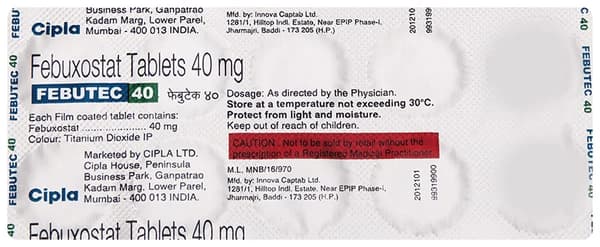 Cipla
Business Park, Ganpatrao
Kadam Marg, Lower Parel,
Mumbai - 400 013 INDIA.
Mfd. by: Innova Captab Ltd.
1281/1, Hilltop Indl. Estate, Near EPIP Phase-I,
Jharmajri, Baddi - 173 205 (H.P.)
2012101
99319900
Febuxostat Tablets 40 mg
FEBUTEC 40 फेबुटेक ४०
Each Film coated tablet contains:
Febuxostat ........................ 40 mg
Colour: Titanium Dioxide IP
Dosage: As directed by the Physician.
Store at a temperature not exceeding 30°C.
Protect from light and moisture.
Keep out of reach of children.
CAUTION : Not to be sold by retail without the
prescription of a Registered Medical Practitioner.
Marketed by CIPLA LTD.
Cipla House, Peninsula
Business Park, Ganpatrao
Kadam Marg, Lower Parel,
Mumbai - 400 013 INDIA.
Cipla
M.L. MNB/16/970
Mfd. by: Innova Captab Ltd.
1281/1, Hilltop Indl. Estate, Near EPIP Phase-I,
Jharmajri, Baddi - 173 205 (H.P.)
2012101
99319900
Febuxostat Tablets 40 mg
FEBUTEC 40
FEBUTEC 40